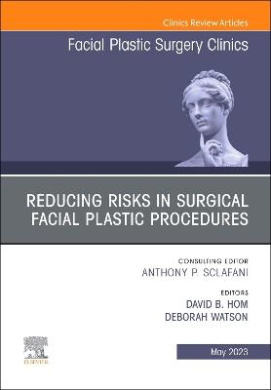 Clinics Review Articles
Facial Plastic Surgery Clinics
REDUCING RISKS IN SURGICAL
FACIAL PLASTIC PROCEDURES
CONSULTING EDITOR
ANTHONY P. SCLAFANI
EDITORS
DAVID B. HOM
DEBORAH WATSON
ELSEVIER
May 2023